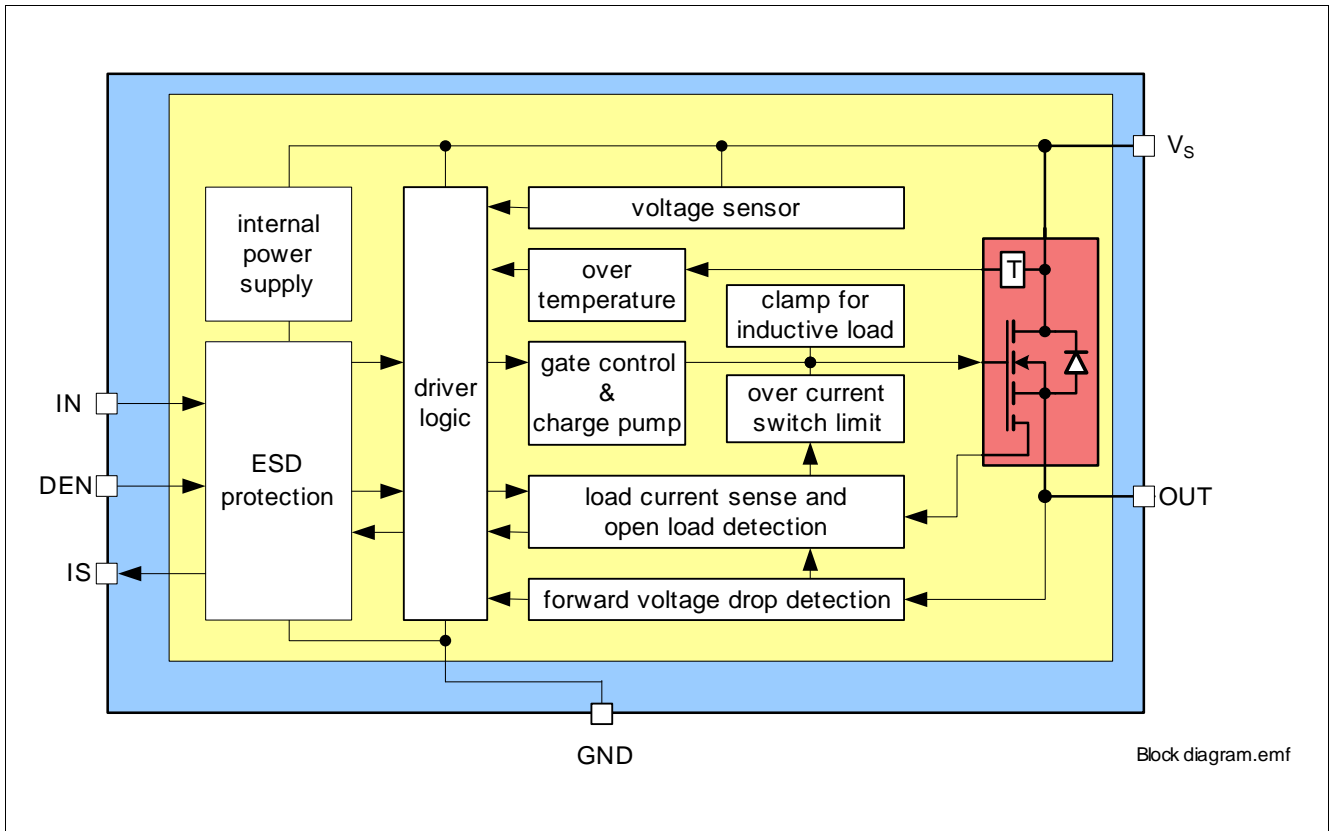 V_S
voltage sensor
internal
power
supply
over
temperature
T
clamp for
inductive load
gate control
&
charge pump
driver
logic
over current
switch limit
IN
DEN
IS
ESD
protection
load current sense and
open load detection
OUT
forward voltage drop detection
GND
Block diagram.emf